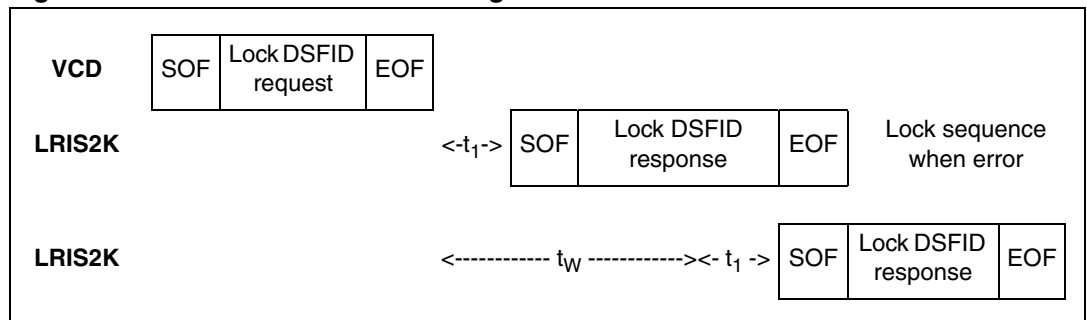 VCD SOF Lock DSFID request EOF
LRIS2K <-t1-> SOF Lock DSFID response EOF Lock sequence when error
LRIS2K <------------ tW ------------><- t1 -> SOF Lock DSFID response EOF